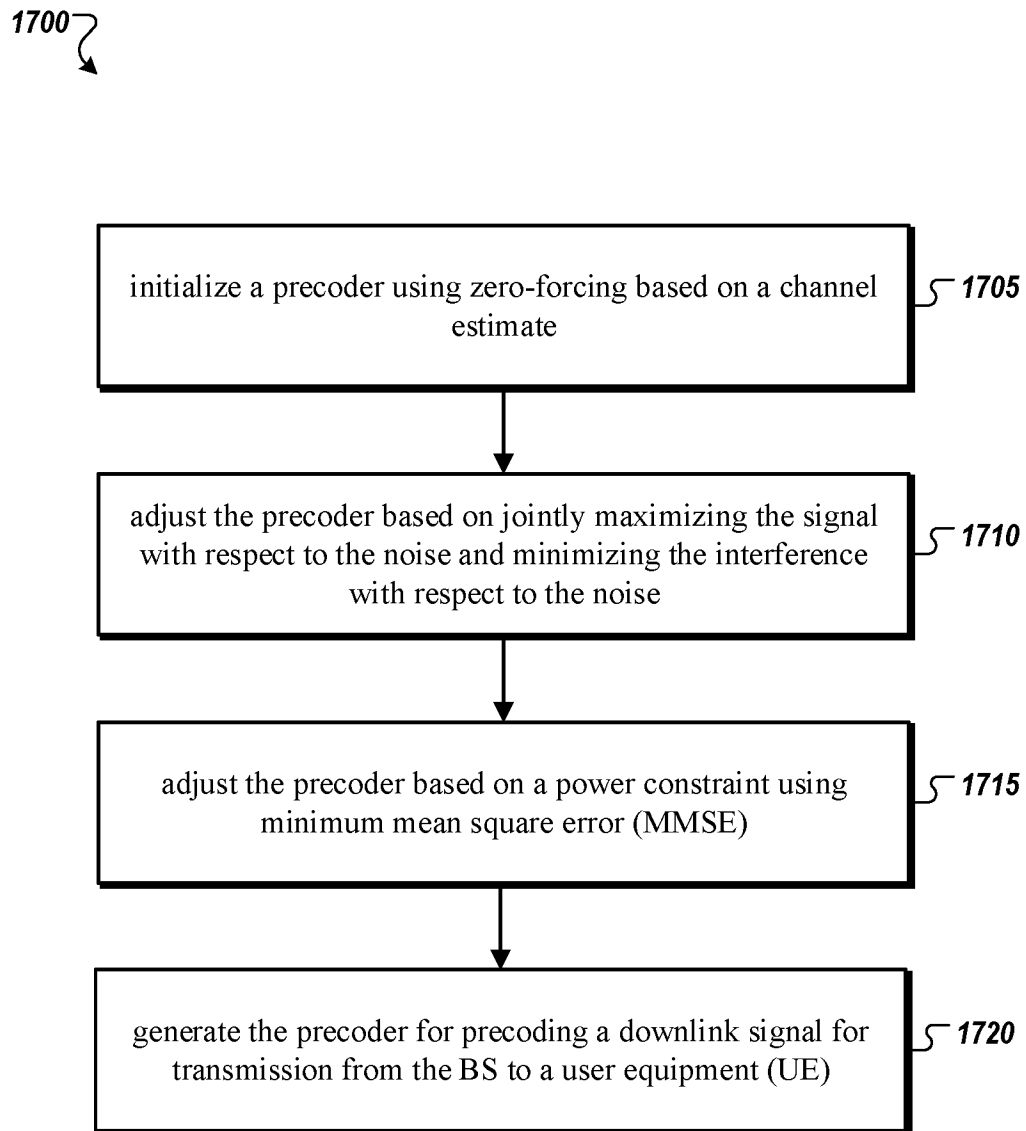 1700
initialize a precoder using zero-forcing based on a channel
estimate
1705
adjust the precoder based on jointly maximizing the signal
with respect to the noise and minimizing the interference
with respect to the noise
1710
adjust the precoder based on a power constraint using
minimum mean square error (MMSE)
1715
generate the precoder for precoding a downlink signal for
transmission from the BS to a user equipment (UE)
1720